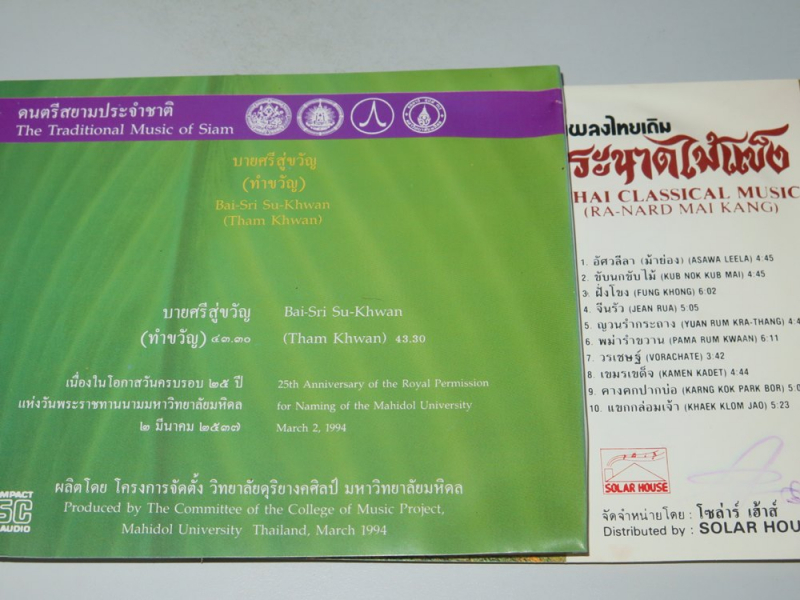 ดนตรีสยามประจำชาติ
The Traditional Music of Siam
บายศรีสู่ขวัญ
(ทำขวัญ)
Bai-Sri Su-Khwan
(Tham Khwan)
บายศรีสู่ขวัญ Bai-Sri Su-Khwan
(ทำขวัญ) ๔๓.๓๐ (Tham Khwan) 43.30
เนื่องในโอกาสวันครบรอบ ๒๕ ปี 25th Anniversary of the Royal Permission
แห่งวันพระราชทานนามมหาวิทยาลัยมหิดล for Naming of the Mahidol University
๒ มีนาคม ๒๕๓๗ March 2, 1994
ผลิตโดย โครงการจัดตั้ง วิทยาลัยดุริยางคศิลป์ มหาวิทยาลัยมหิดล
Produced by The Committee of the College of Music Project,
Mahidol University Thailand, March 1994
เพลงไทยเดิม
ระนาดไม้แข็ง
HAI CLASSICAL MUSIC
(RA-NARD MAI KANG)
1. อัศวลีลา (ม้าย่อง) (ASAWA LEELA) 4:45
2. ขับนกขับไม้ (KUB NOK KUB MAI) 4:45
3. ฝั่งโขง (FUNG KHONG) 6:02
4. จีนรัว (JEAN RUA) 5:05
5. ญวนรำกระถาง (YUAN RUM KRA-THANG) 4:4
6. พม่ารำขวาน (PAMA RUM KWAAN) 6:11
7. วรเชษฐ์ (VORACHATE) 3:42
8. เขมรเขต็จ (KAMEN KADET) 4:44
9. คางคกปากบ่อ (KARNG KOK PARK BOR) 5:0
10. แขกกล่อมเจ้า (KHAEK KLOM JAO) 5:23
SOLAR HOUSE
จัดจำหน่ายโดย : โซล่าร์ เฮ้าส์
Distributed by : SOLAR HOU